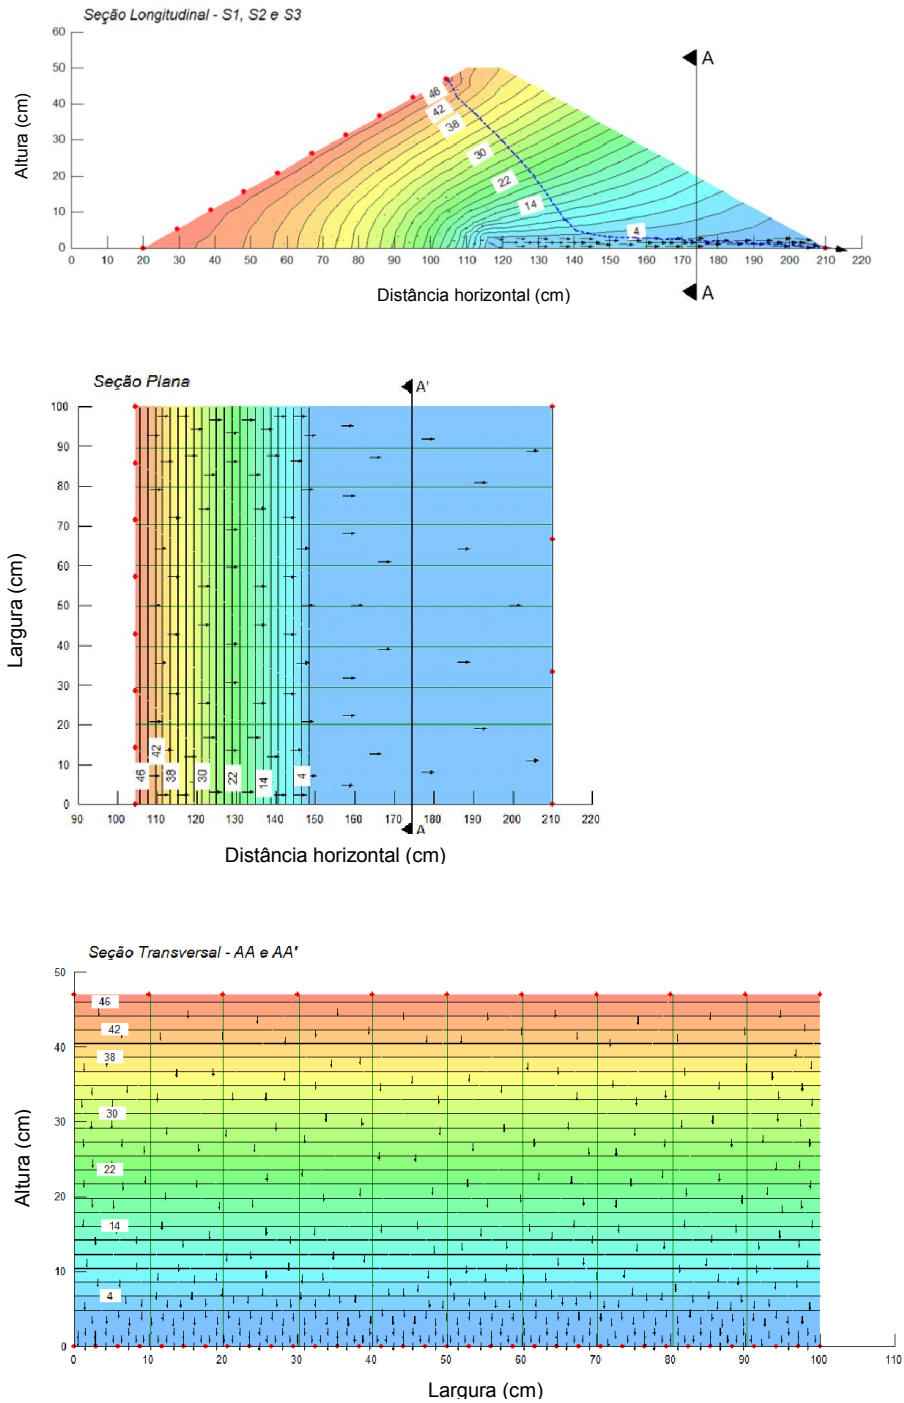 Seção Longitudinal - S1, S2 e S3
60
50
40
30
20
10
0
Altura (cm)
46
42
38
30
22
14
4
A
A
0 10 20 30 40 50 60 70 80 90 100 110 120 130 140 150 160 170 180 190 200 210 220
Distância horizontal (cm)
Seção Plana
A'
100
90
80
70
60
50
40
30
20
10
0
Largura (cm)
46 42 38 30 22 14 4
A
90 100 110 120 130 140 150 160 170 180 190 200 210 220
Distância horizontal (cm)
Seção Transversal - AA e AA'
50
40
30
20
10
0
Altura (cm)
46
42
38
30
22
14
4
0 10 20 30 40 50 60 70 80 90 100 110
Largura (cm)